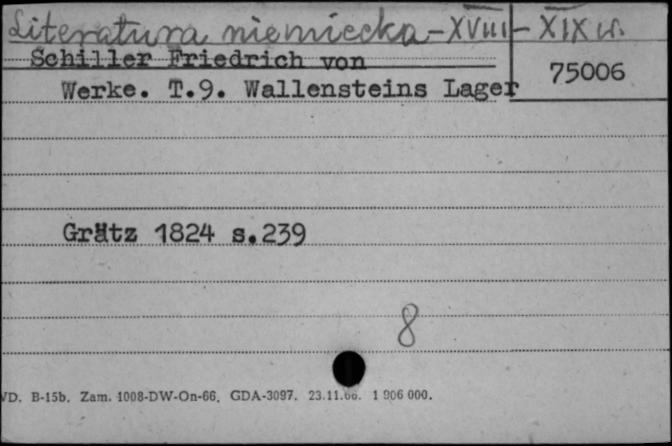 Literatura niemiecka - XVIII - XIX w.
Schiller Friedrich von
75006
Werke. T.9. Wallensteins Lager
Grätz 1824 s.239
8
VD. B-15b. Zam. 1008-DW-On-66. GDA-3097. 23.11.66. 1 906 000.